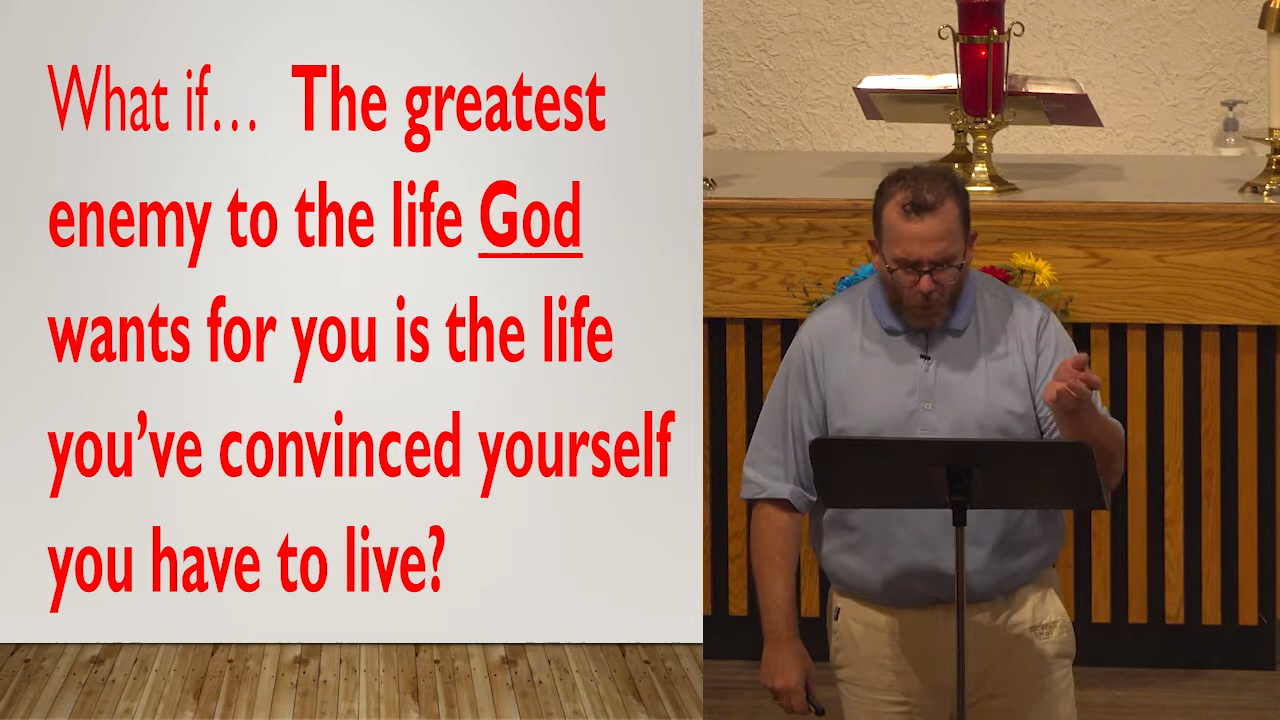 What if... The greatest
enemy to the life God
wants for you is the life
you've convinced yourself
you have to live?